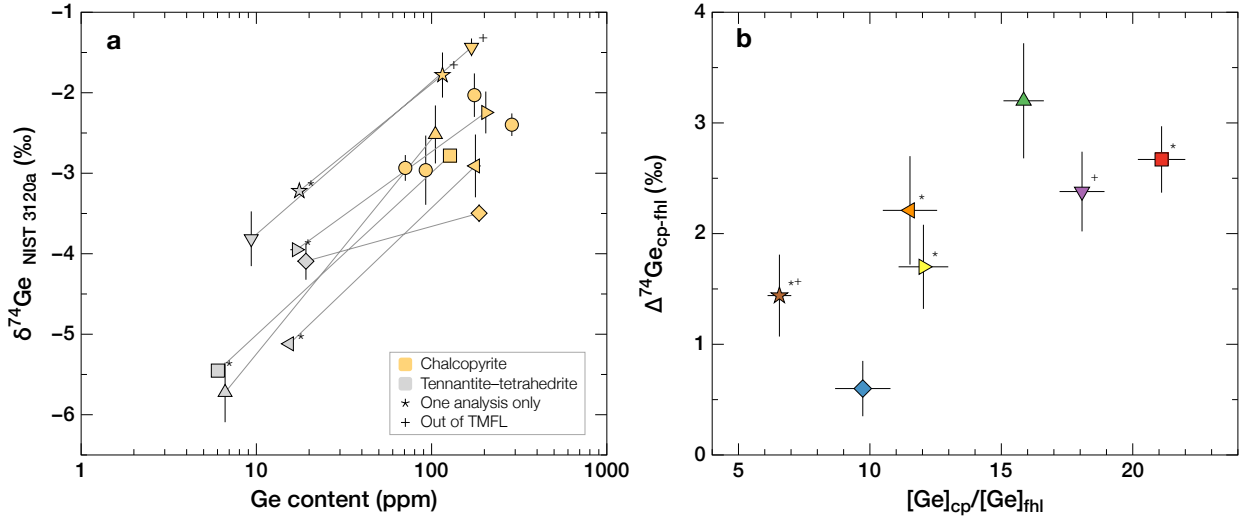 a
−1
−2
−3
−4
−5
−6
δ⁷⁴Ge NIST 3120a (‰)
1
10
100
1000
Ge content (ppm)
Chalcopyrite
Tennantite–tetrahedrite
* One analysis only
+ Out of TMFL
b
4
3
2
1
0
Δ⁷⁴Ge cp-fhl (‰)
5
10
15
20
[Ge]cp/[Ge]fhl